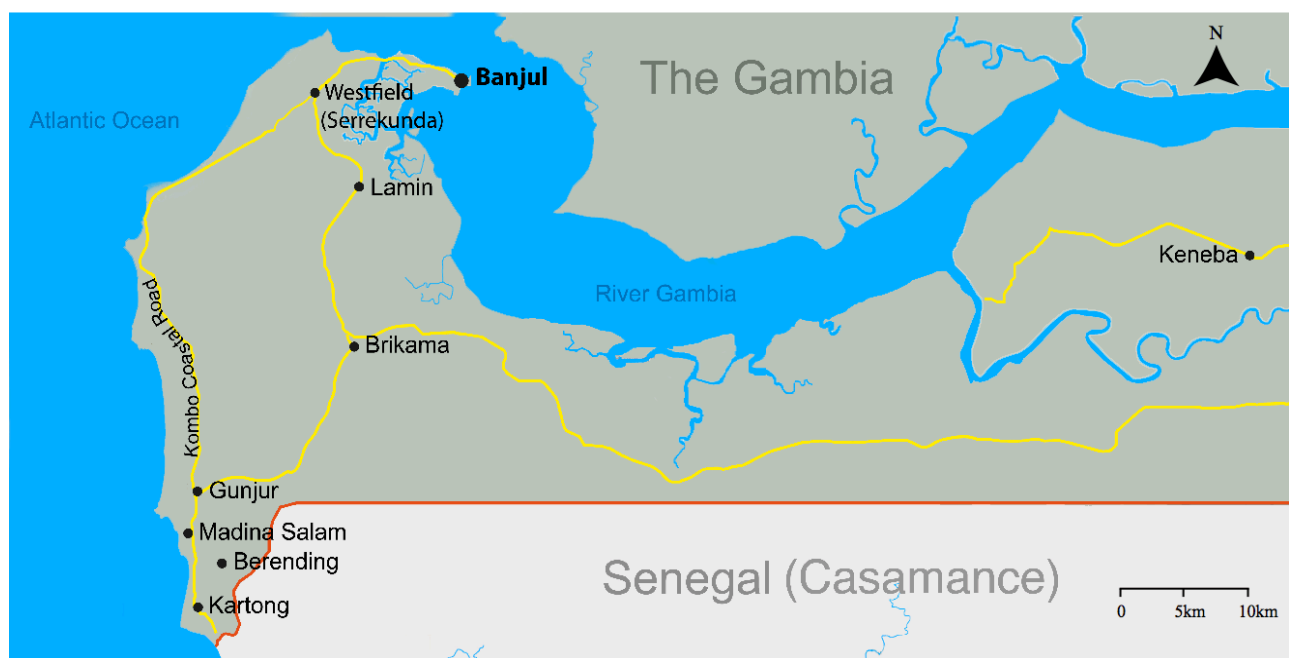 N
The Gambia
Banjul
Westfield
(Serrekunda)
Atlantic Ocean
Lamin
Keneba
River Gambia
Kombo Coastal Road
Brikama
Gunjur
Madina Salam
Berending
Senegal (Casamance)
Kartong
0 5km 10km